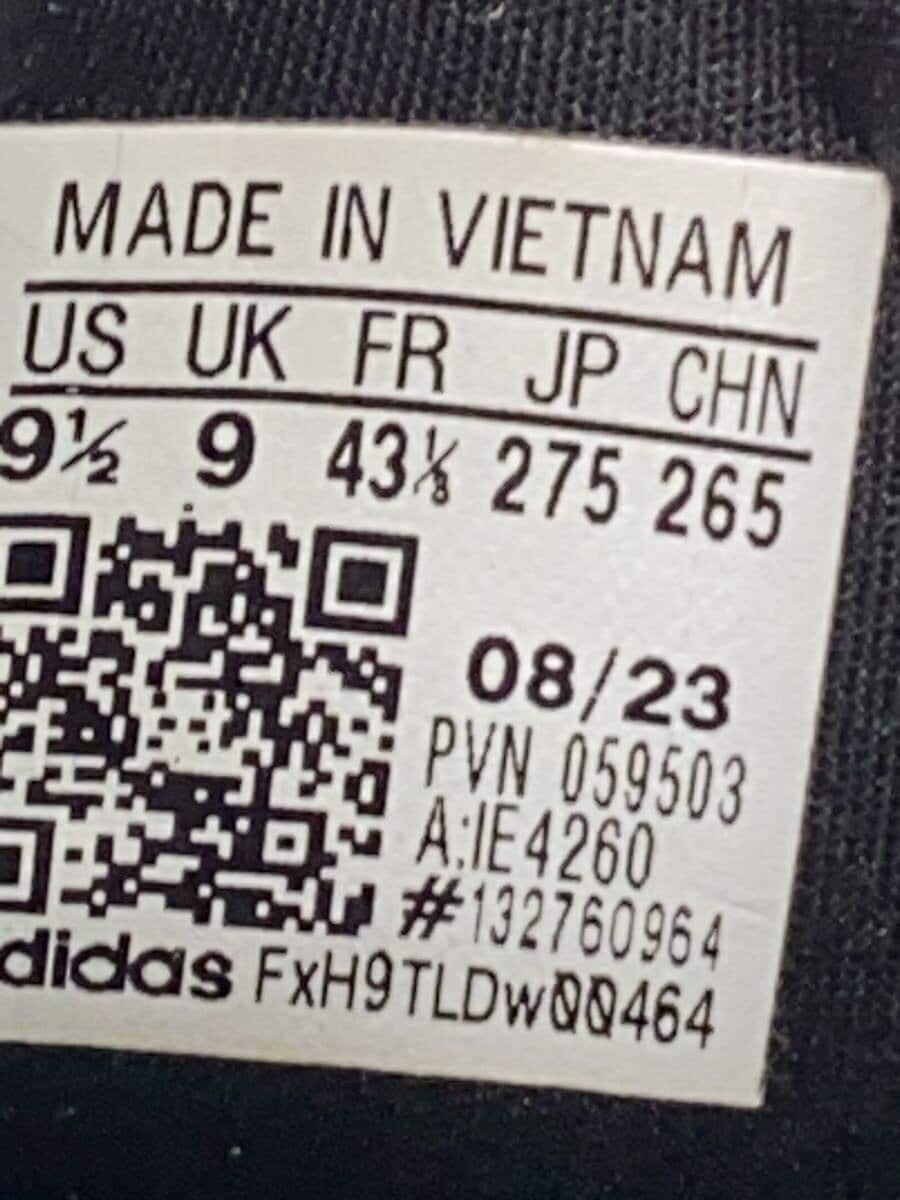 MADE IN VIETNAM
US UK FR JP CHN
9½ 9 43⅓ 275 265
08/23
PVN 059503
A:IE4260
#132760964
didas FxH9TLDw00464